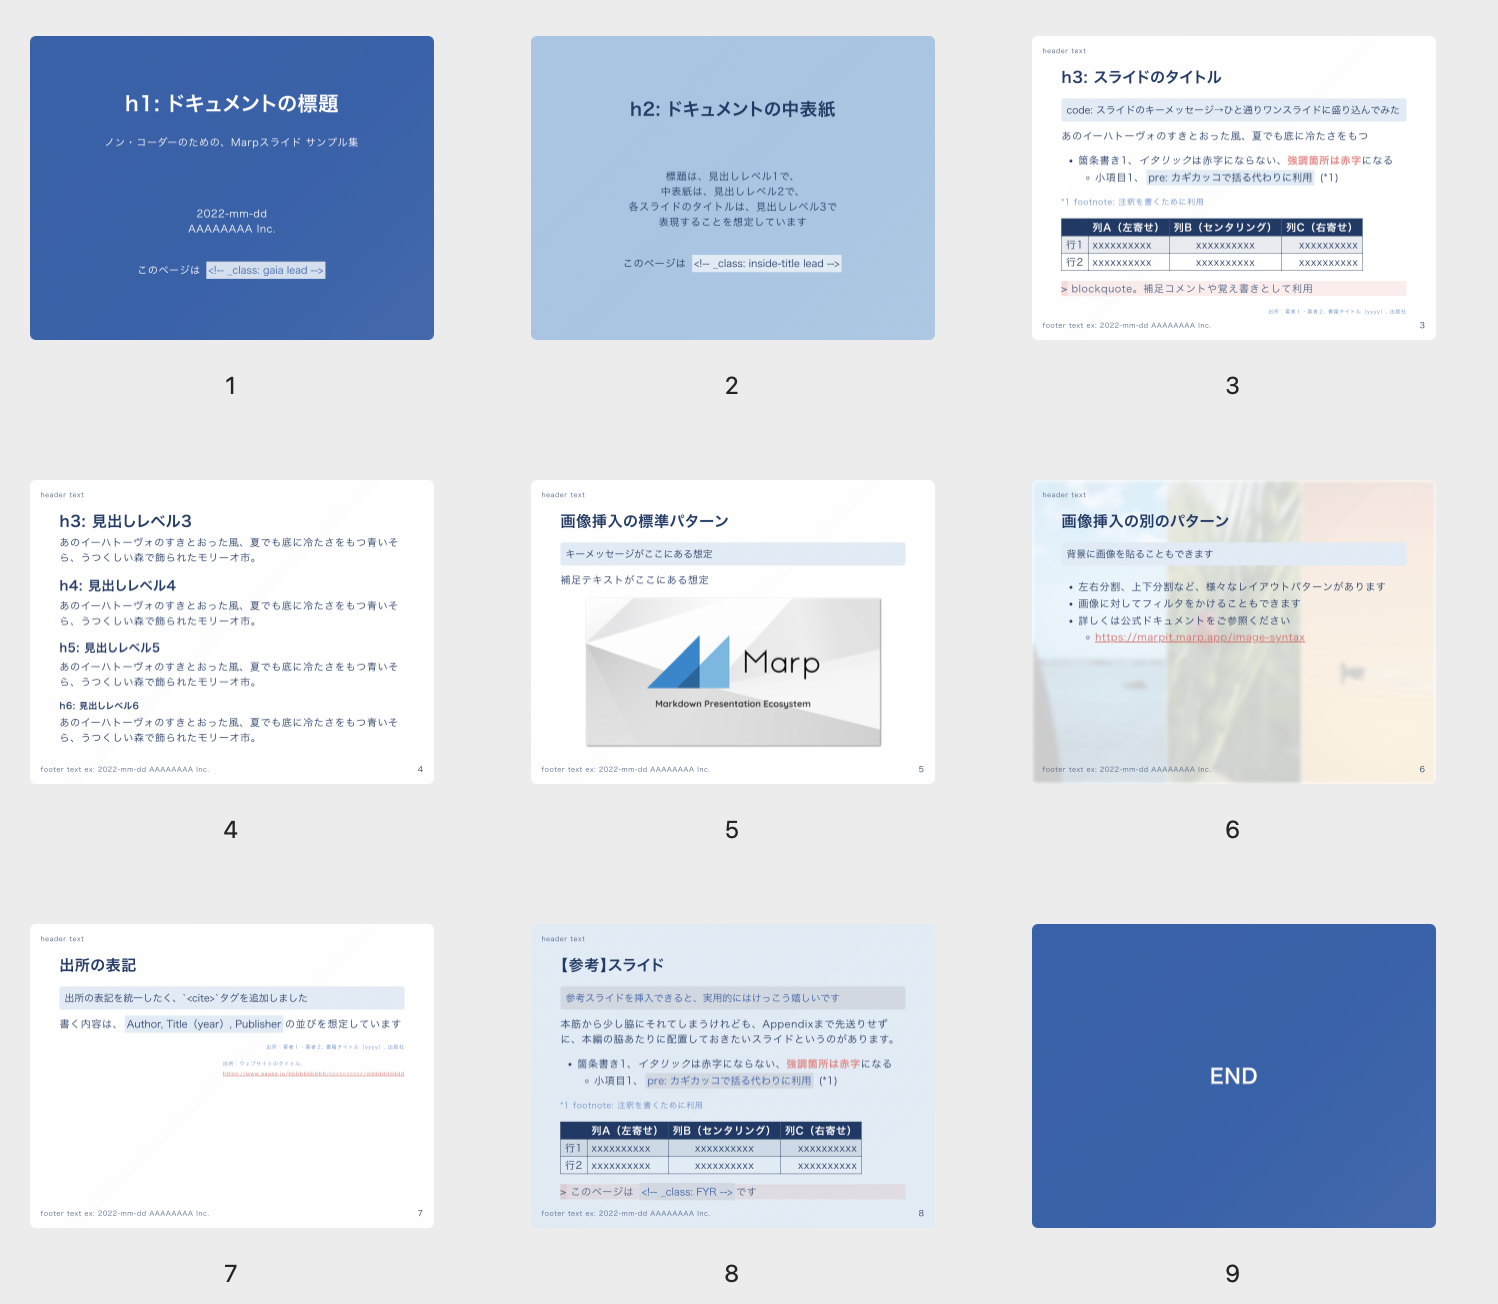 h1: ドキュメントの標題
ノン・コーダーのための、Marpスライド サンプル集
2022-mm-dd
AAAAAAAA Inc.
このページは <!-- _class: gaia lead -->
1
h2: ドキュメントの中表紙
標題は、見出しレベル1で、
中表紙は、見出しレベル2で、
各スライドのタイトルは、見出しレベル3で
表現することを想定しています
このページは <!-- _class: inside-title lead -->
2
header text
h3: スライドのタイトル
code: スライドのキーメッセージ→ひと通りワンスライドに盛り込んでみた
あのイーハトーヴォのすきとおった風、夏でも底に冷たさをもつ
• 箇条書き1、イタリックは赤字にならない、強調箇所は赤字になる
◦ 小項目1、 pre: カギカッコで括る代わりに利用 (*1)
*1 footnote: 注釈を書くために利用
列A（左寄せ） 列B（センタリング） 列C（右寄せ）
行1 xxxxxxxxxx xxxxxxxxxx xxxxxxxxxx
行2 xxxxxxxxxx xxxxxxxxxx xxxxxxxxxx
> blockquote。補足コメントや覚え書きとして利用
出所：著者1・著者2, 書籍タイトル（yyyy）, 出版社
footer text ex: 2022-mm-dd AAAAAAAA Inc. 3
3
header text
h3: 見出しレベル3
あのイーハトーヴォのすきとおった風、夏でも底に冷たさをもつ青いそ
ら、うつくしい森で飾られたモリーオ市。
h4: 見出しレベル4
あのイーハトーヴォのすきとおった風、夏でも底に冷たさをもつ青いそ
ら、うつくしい森で飾られたモリーオ市。
h5: 見出しレベル5
あのイーハトーヴォのすきとおった風、夏でも底に冷たさをもつ青いそ
ら、うつくしい森で飾られたモリーオ市。
h6: 見出しレベル6
あのイーハトーヴォのすきとおった風、夏でも底に冷たさをもつ青いそ
ら、うつくしい森で飾られたモリーオ市。
footer text ex: 2022-mm-dd AAAAAAAA Inc. 4
4
header text
画像挿入の標準パターン
キーメッセージがここにある想定
補足テキストがここにある想定
Marp
Markdown Presentation Ecosystem
footer text ex: 2022-mm-dd AAAAAAAA Inc. 5
5
header text
画像挿入の別のパターン
背景に画像を貼ることもできます
• 左右分割、上下分割など、様々なレイアウトパターンがあります
• 画像に対してフィルタをかけることもできます
• 詳しくは公式ドキュメントをご参照ください
◦ https://marpit.marp.app/image-syntax
footer text ex: 2022-mm-dd AAAAAAAA Inc. 6
6
header text
出所の表記
出所の表記を統一したく、`<cite>`タグを追加しました
書く内容は、 Author, Title（year）, Publisher の並びを想定しています
出所：著者1・著者2, 書籍タイトル（yyyy）, 出版社
出所：ウェブサイトのタイトル,
footer text ex: 2022-mm-dd AAAAAAAA Inc. 7
7
header text
【参考】スライド
参考スライドを挿入できると、実用的にはけっこう嬉しいです
本筋から少し脇にそれてしまうけれども、Appendixまで先送りせず
に、本編の脇あたりに配置しておきたいスライドというのがあります。
• 箇条書き1、イタリックは赤字にならない、強調箇所は赤字になる
◦ 小項目1、 pre: カギカッコで括る代わりに利用 (*1)
*1 footnote: 注釈を書くために利用
列A（左寄せ） 列B（センタリング） 列C（右寄せ）
行1 xxxxxxxxxx xxxxxxxxxx xxxxxxxxxx
行2 xxxxxxxxxx xxxxxxxxxx xxxxxxxxxx
> このページは <!-- _class: FYR --> です
footer text ex: 2022-mm-dd AAAAAAAA Inc. 8
8
END
9